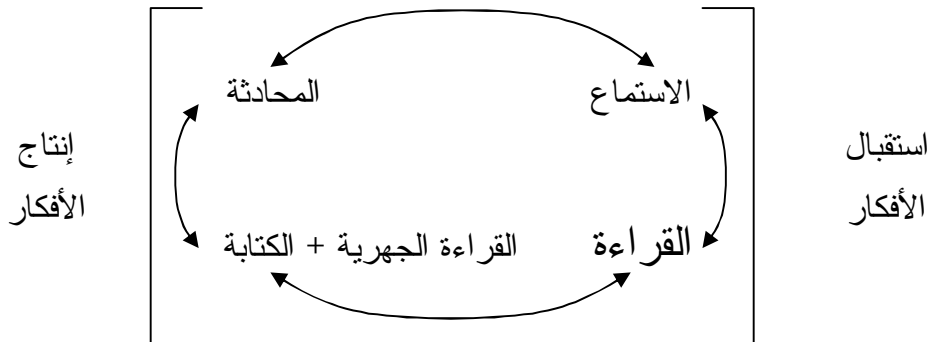 الاستماع
المحادثة
استقبال
الأفكار
إنتاج
الأفكار
القراءة
القراءة الجهرية + الكتابة